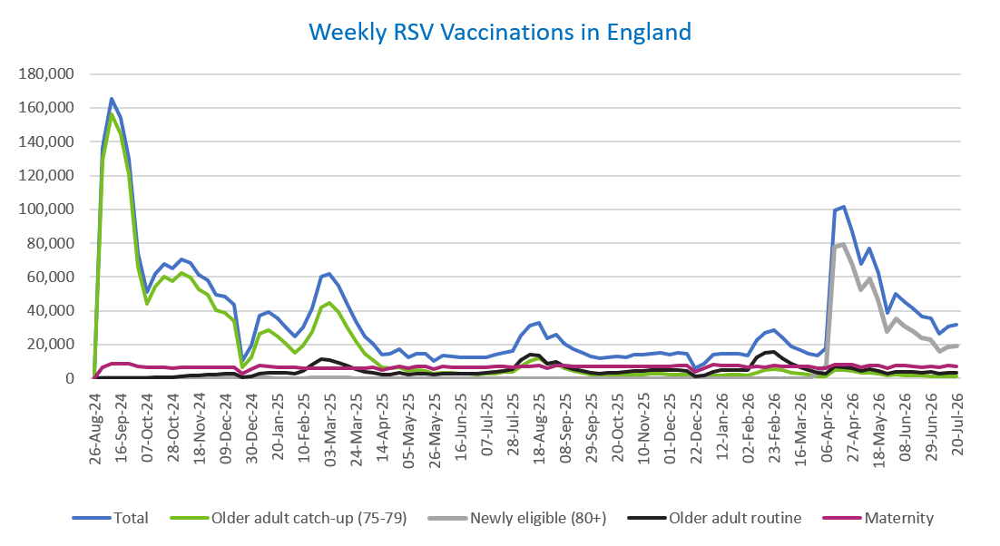 Weekly RSV Vaccinations in England
180,000
160,000
140,000
120,000
100,000
80,000
60,000
40,000
20,000
0
26-Aug-24
16-Sep-24
07-Oct-24
28-Oct-24
18-Nov-24
09-Dec-24
30-Dec-24
20-Jan-25
10-Feb-25
03-Mar-25
24-Mar-25
14-Apr-25
05-May-25
26-May-25
16-Jun-25
07-Jul-25
28-Jul-25
18-Aug-25
08-Sep-25
29-Sep-25
20-Oct-25
10-Nov-25
01-Dec-25
22-Dec-25
12-Jan-26
02-Feb-26
23-Feb-26
16-Mar-26
06-Apr-26
27-Apr-26
18-May-26
08-Jun-26
29-Jun-26
20-Jul-26
Total
Older adult catch-up (75-79)
Newly eligible (80+)
Older adult routine
Maternity